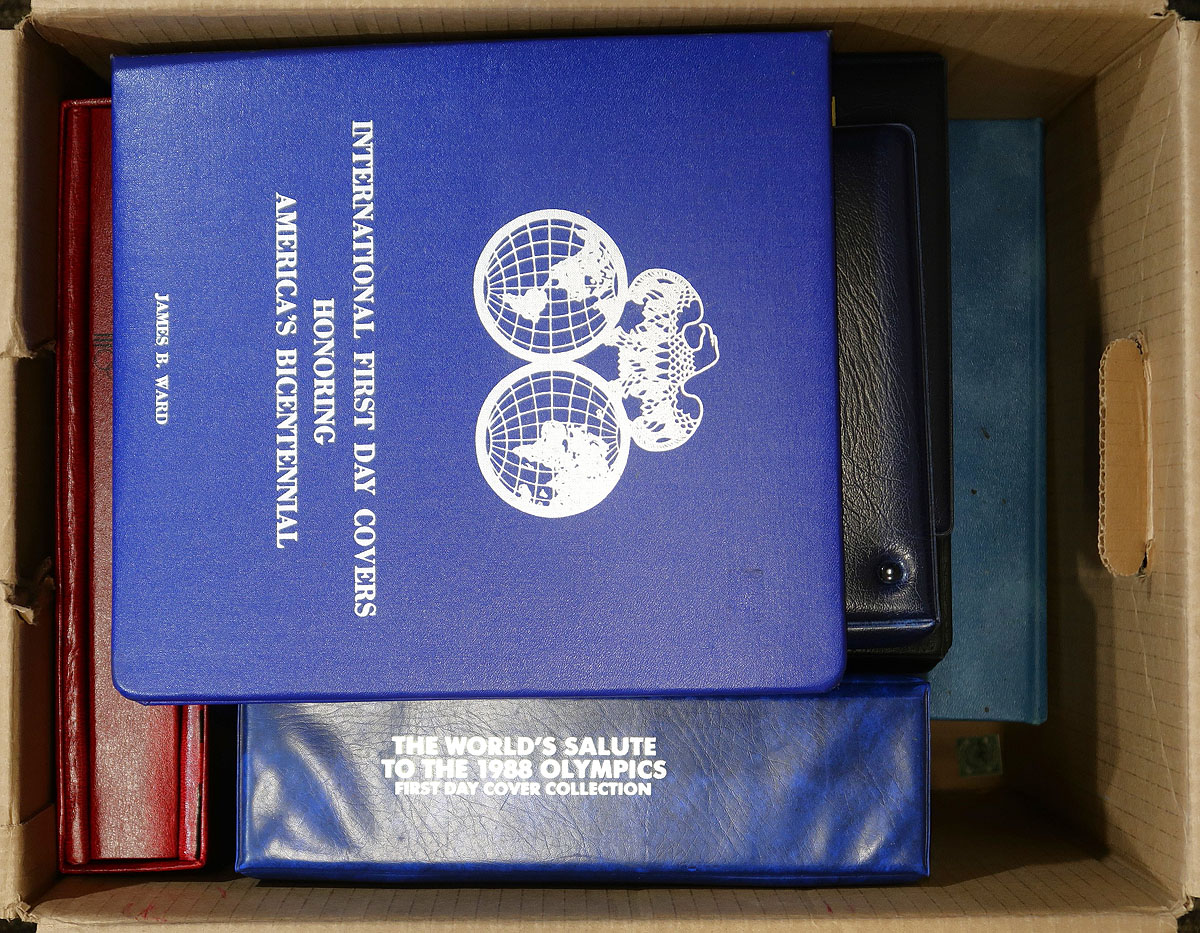 INTERNATIONAL FIRST DAY COVERS
HONORING
AMERICA'S BICENTENNIAL
JAMES B. WARD
THE WORLD'S SALUTE
TO THE 1988 OLYMPICS
FIRST DAY COVER COLLECTION